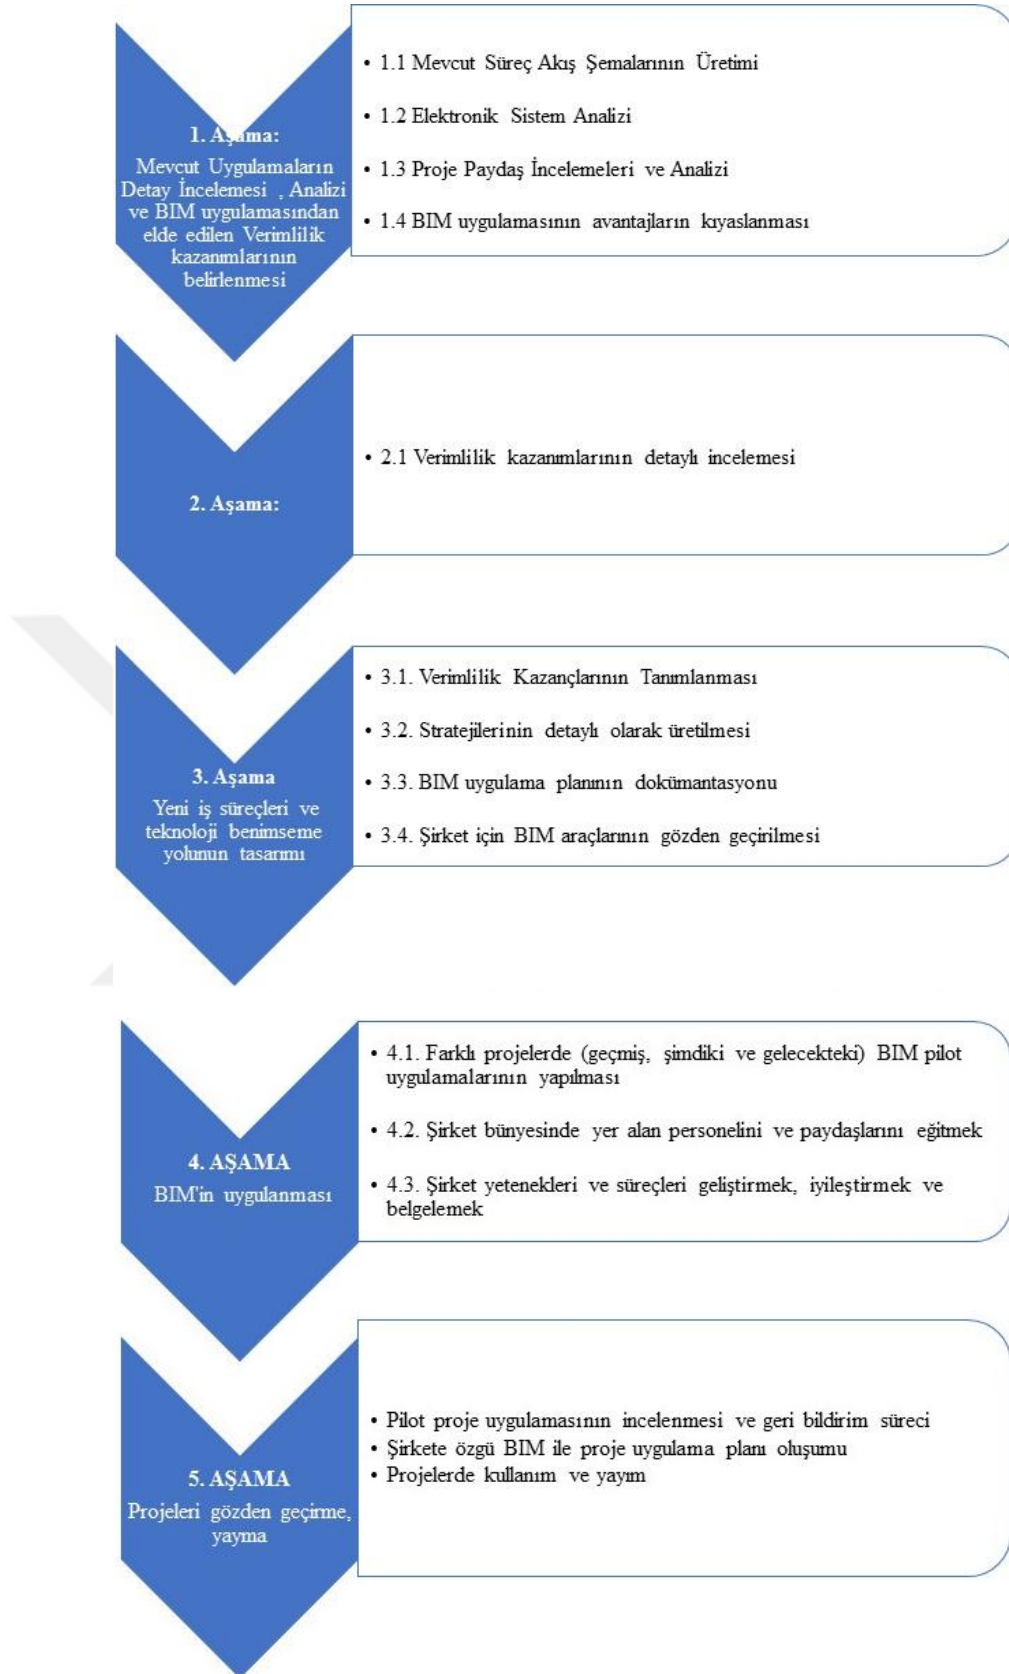 1. Aşama:
Mevcut Uygulamaların
Detay İncelemesi , Analizi
ve BIM uygulamasından
elde edilen Verimlilik
kazanımlarının
belirlenmesi
• 1.1 Mevcut Süreç Akış Şemalarının Üretimi
• 1.2 Elektronik Sistem Analizi
• 1.3 Proje Paydaş İncelemeleri ve Analizi
• 1.4 BIM uygulamasının avantajların kıyaslanması
2. Aşama:
• 2.1 Verimlilik kazanımlarının detaylı incelemesi
3. Aşama
Yeni iş süreçleri ve
teknoloji benimseme
yolunun tasarımı
• 3.1. Verimlilik Kazançlarının Tanımlanması
• 3.2. Stratejilerinin detaylı olarak üretilmesi
• 3.3. BIM uygulama planının dokümantasyonu
• 3.4. Şirket için BIM araçlarının gözden geçirilmesi
4. AŞAMA
BIM'in uygulanması
• 4.1. Farklı projelerde (geçmiş, şimdiki ve gelecekteki) BIM pilot
uygulamalarının yapılması
• 4.2. Şirket bünyesinde yer alan personelini ve paydaşlarını eğitmek
• 4.3. Şirket yetenekleri ve süreçleri geliştirmek, iyileştirmek ve
belgelemek
5. AŞAMA
Projeleri gözden geçirme,
yayma
• Pilot proje uygulamasının incelenmesi ve geri bildirim süreci
• Şirkete özgü BIM ile proje uygulama planı oluşumu
• Projelerde kullanım ve yayım